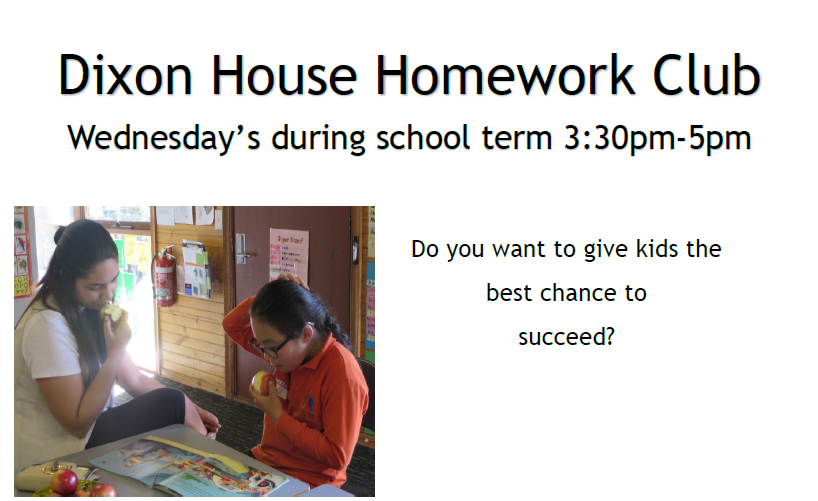 Dixon House Homework Club
Wednesday’s during school term 3:30pm-5pm
Do you want to give kids the
best chance to
succeed?